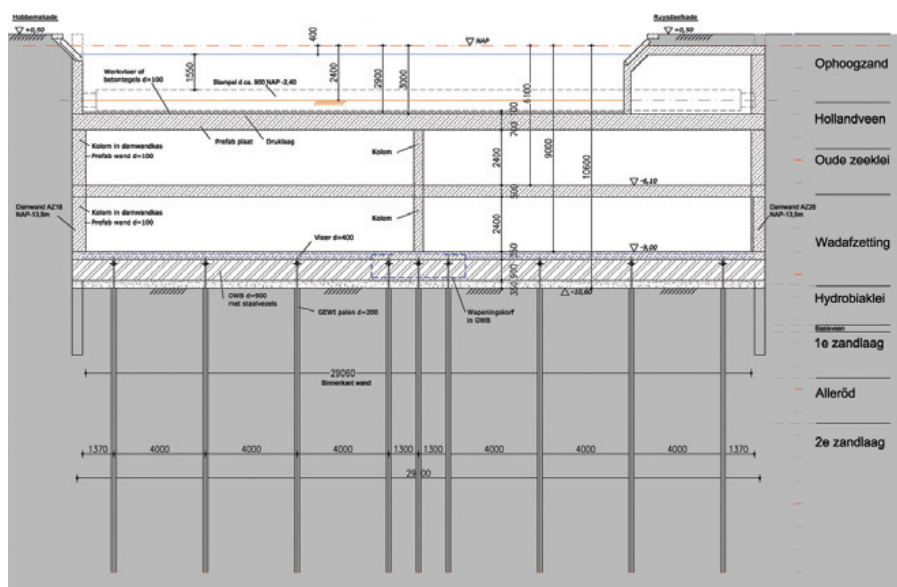 Hobbemakade
+0,50
NAP
Ruysdaelkade
+0,50
400
1550
2400
2900
3000
6100
Werkvloer of
betontegels d=100
Stempel d ca. 900 NAP -2,40
Ophoogzand
Hollandveen
Oude zeeklei
Wadafzetting
Hydrobiaklei
Basisveen
1e zandlaag
Alleröd
2e zandlaag
Prefab plaat
Druklaag
700
Kolom in damwandkas
Prefab wand d=100
Kolom
2400
9000
10600
-6,10
500
Damwand AZ18
NAP-13,5m
Kolom in damwandkas
Prefab wand d=100
Kolom
2400
Damwand AZ26
NAP-13,5m
Vloer d=400
-9,00
350
900
350
-10,60
OWB d=900
met staalvezels
GEWI palen d=200
Wapeningskorf
in OWB
29060
Binnenkant wand
1370
4000
4000
4000
1300
1300
4000
4000
4000
1370